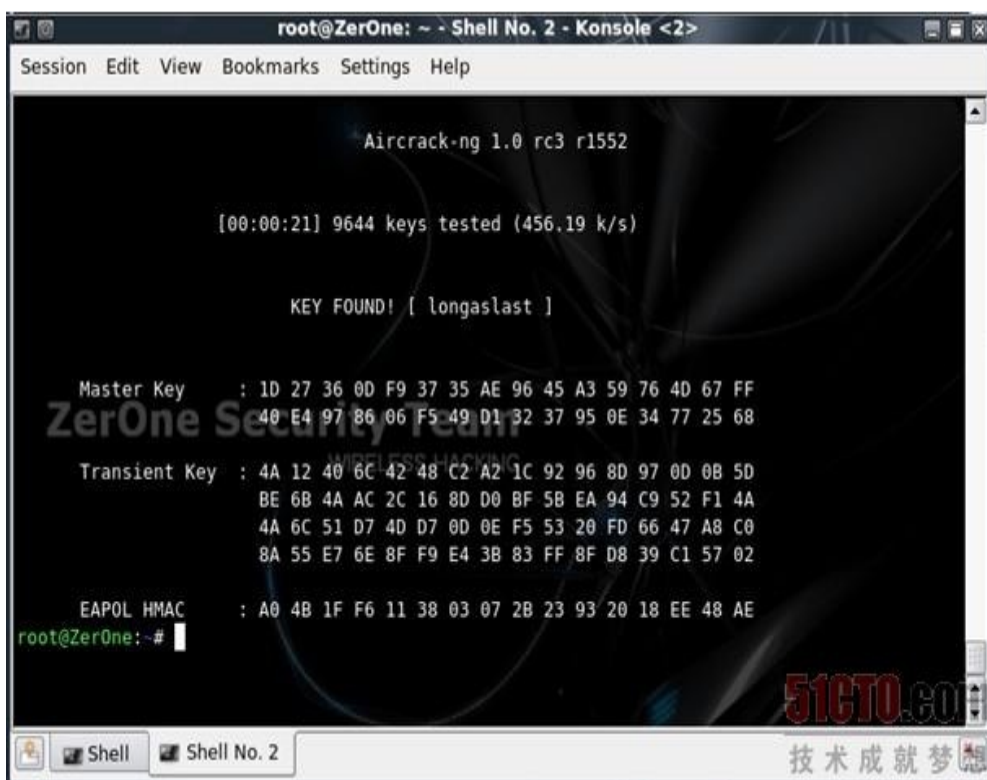 root@ZerOne: ~ - Shell No. 2 - Konsole <2>
Session Edit View Bookmarks Settings Help
Aircrack-ng 1.0 rc3 r1552
[00:00:21] 9644 keys tested (456.19 k/s)
KEY FOUND! [ longaslast ]
Master Key : 1D 27 36 0D F9 37 35 AE 96 45 A3 59 76 4D 67 FF
40 E4 97 86 06 F5 49 D1 32 37 95 0E 34 77 25 68
ZerOne Security Team
WIRELESS HACKING
Transient Key : 4A 12 40 6C 42 48 C2 A2 1C 92 96 8D 97 0D 0B 5D
BE 6B 4A AC 2C 16 8D D0 BF 5B EA 94 C9 52 F1 4A
4A 6C 51 D7 4D D7 0D 0E F5 53 20 FD 66 47 A8 C0
8A 55 E7 6E 8F F9 E4 3B 83 FF 8F D8 39 C1 57 02
EAPOL HMAC : A0 4B 1F F6 11 38 03 07 2B 23 93 20 18 EE 48 AE
root@ZerOne:~#
51CTO.com
Shell Shell No. 2
技术成就梦想